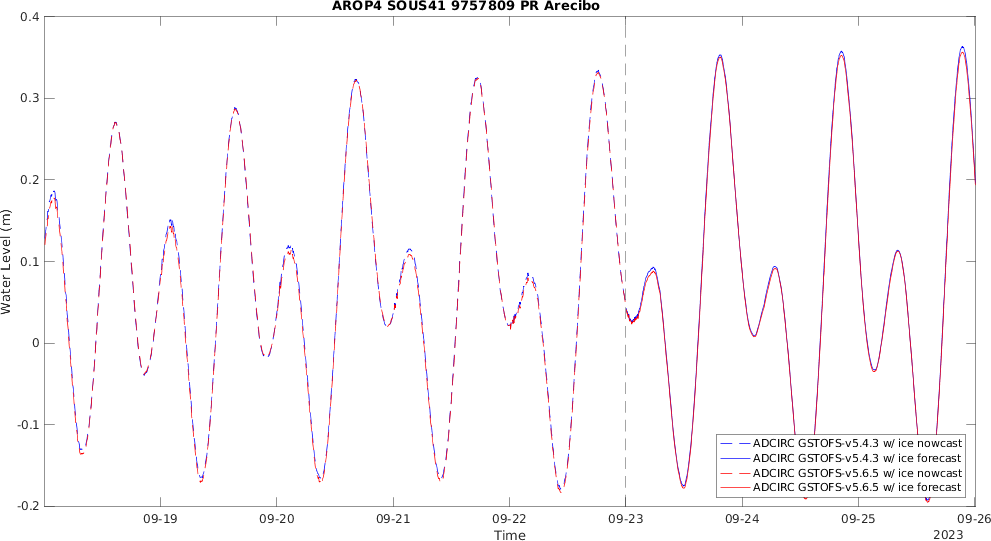 AROP4 SOUS41 9757809 PR Arecibo
0.4
0.3
0.2
0.1
0
-0.1
-0.2
Water Level (m)
ADCIRC GSTOFS-v5.4.3 w/ ice nowcast
ADCIRC GSTOFS-v5.4.3 w/ ice forecast
ADCIRC GSTOFS-v5.6.5 w/ ice nowcast
ADCIRC GSTOFS-v5.6.5 w/ ice forecast
09-19 09-20 09-21 09-22 09-23 09-24 09-25 09-26
Time
2023